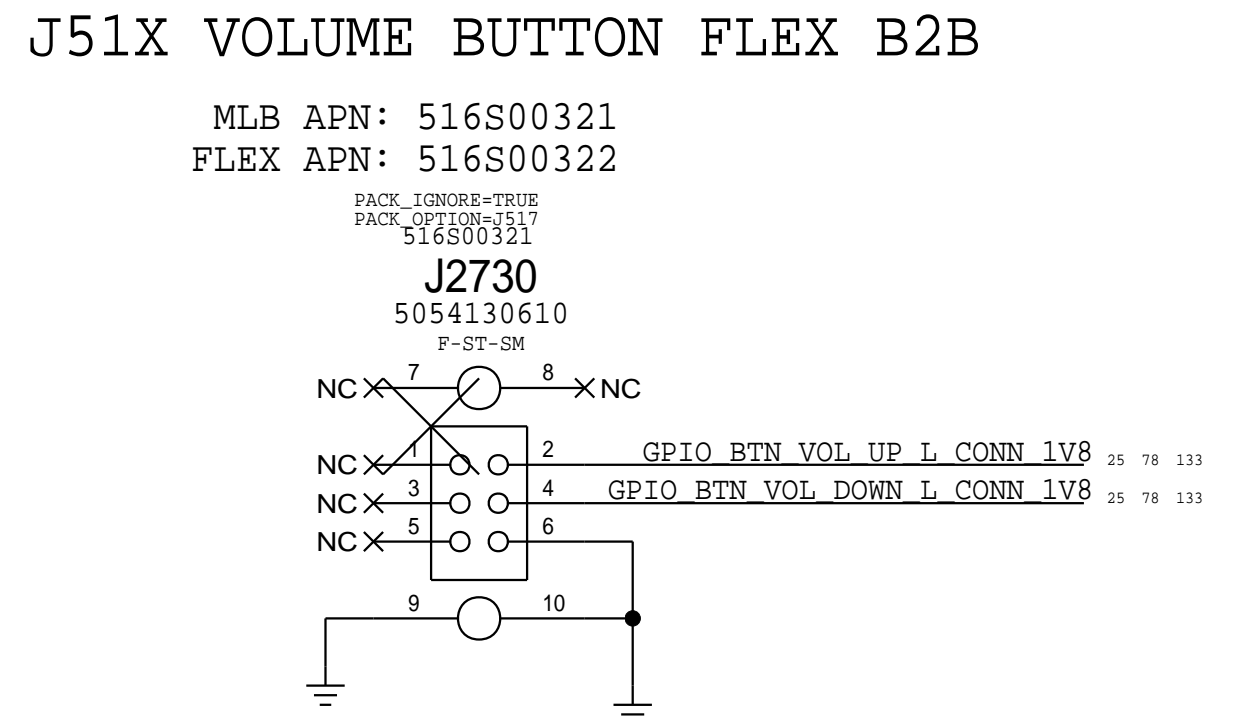 J51X VOLUME BUTTON FLEX B2B
MLB APN: 516S00321
FLEX APN: 516S00322
PACK_IGNORE=TRUE
PACK_OPTION=J517
516S00321
J2730
5054130610
F-ST-SM
NC 7 8 NC
NC 1 2 GPIO_BTN_VOL_UP_L_CONN_1V8 25 78 133
NC 3 4 GPIO_BTN_VOL_DOWN_L_CONN_1V8 25 78 133
NC 5 6
9 10